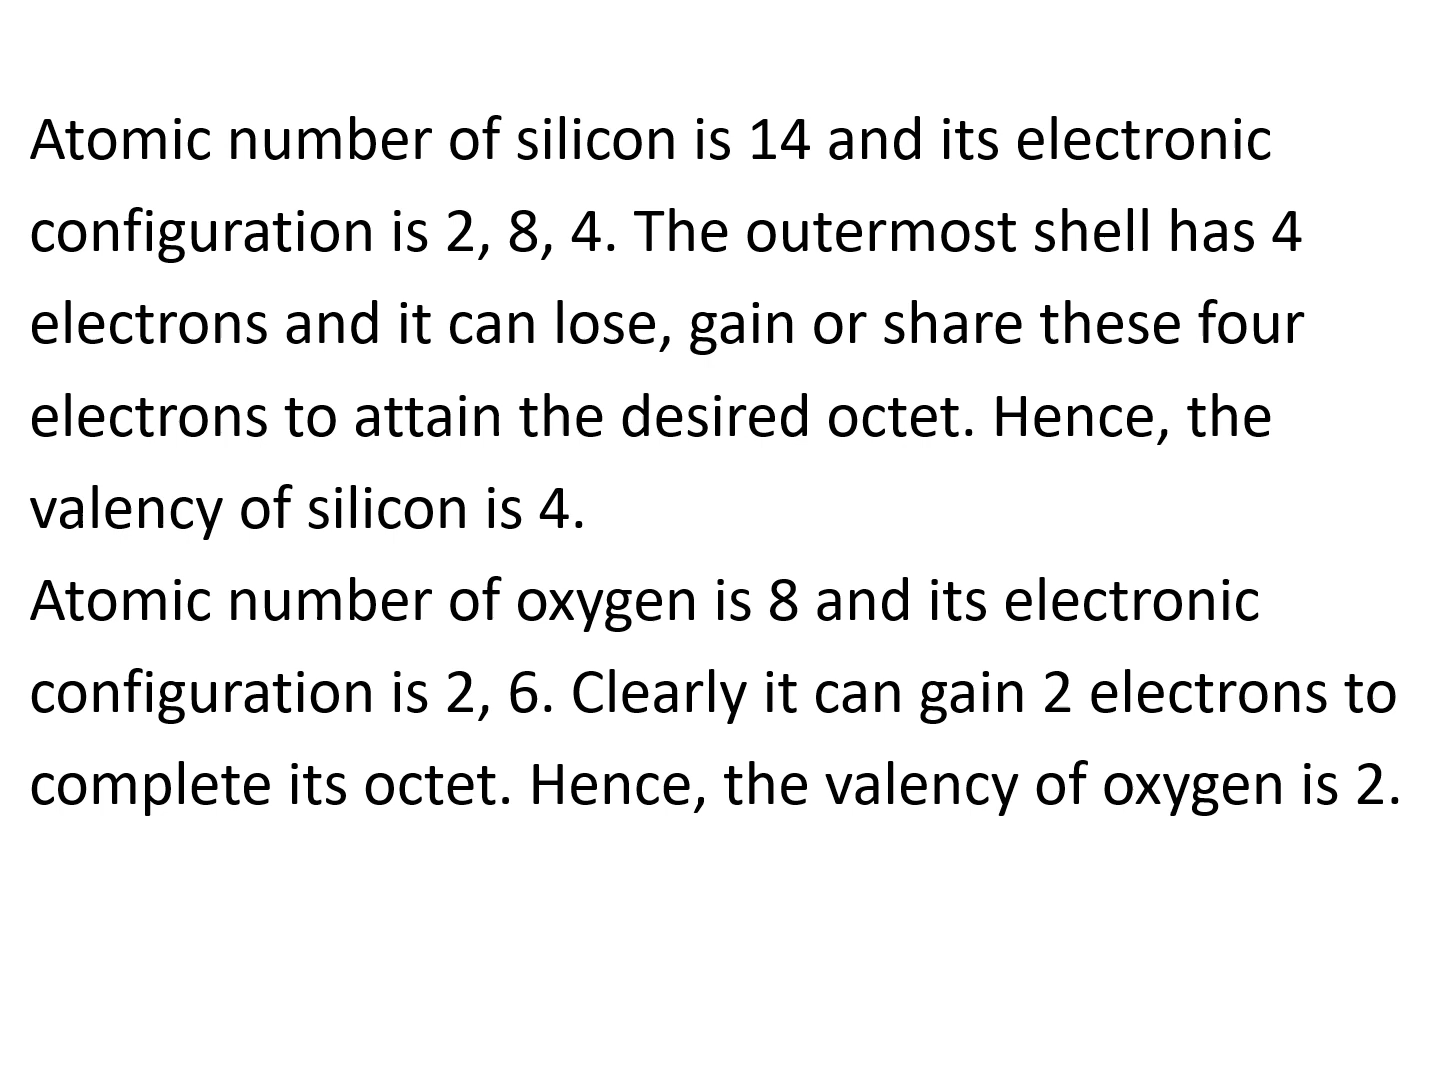 Atomic number of silicon is 14 and its electronic
configuration is 2, 8, 4. The outermost shell has 4
electrons and it can lose, gain or share these four
electrons to attain the desired octet. Hence, the
valency of silicon is 4.
Atomic number of oxygen is 8 and its electronic
configuration is 2, 6. Clearly it can gain 2 electrons to
complete its octet. Hence, the valency of oxygen is 2.